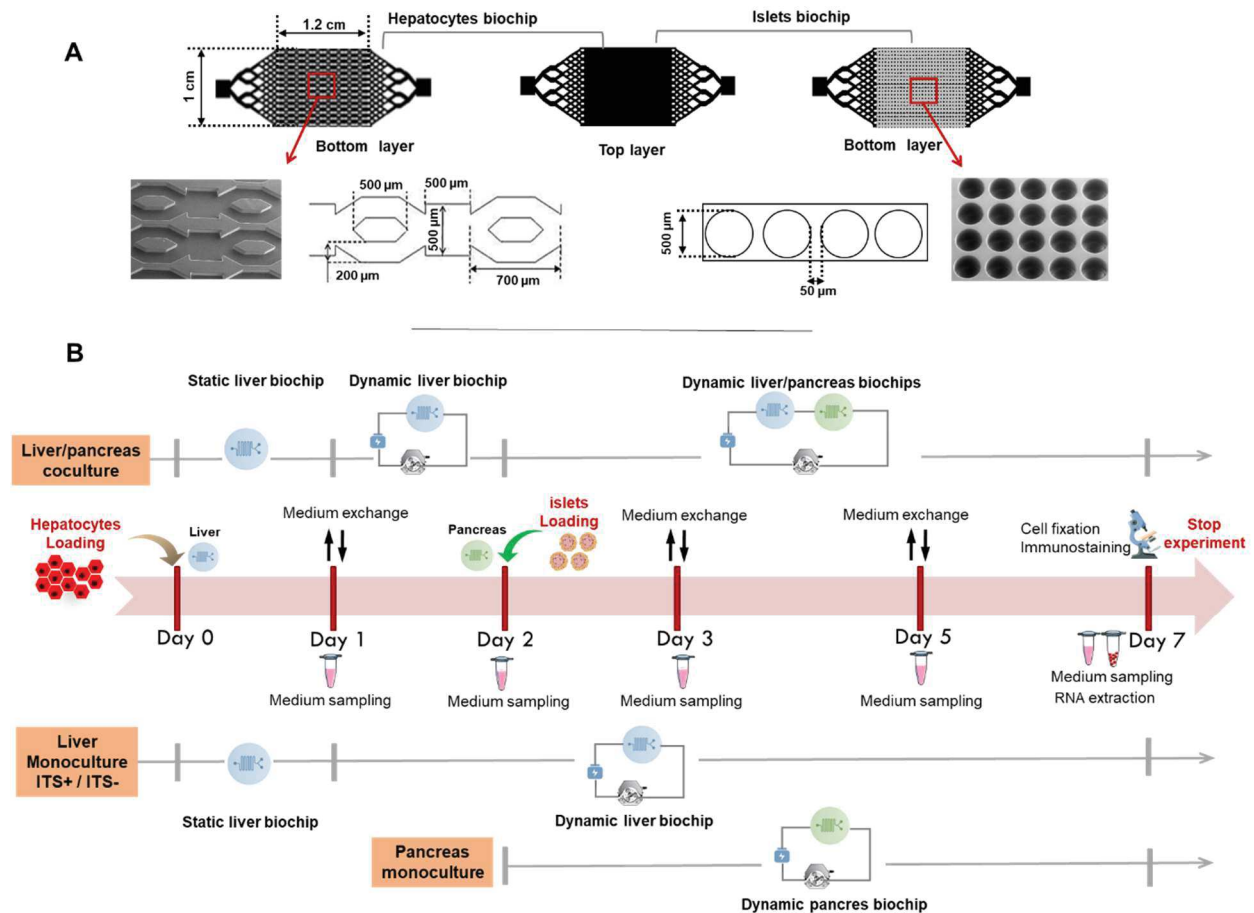 A
1.2 cm
Hepatocytes biochip
Islets biochip
1 cm
Bottom layer
Top layer
Bottom layer
500 µm
500 µm
500 µm
200 µm
700 µm
500 µm
50 µm
B
Static liver biochip
Dynamic liver biochip
Dynamic liver/pancreas biochips
Liver/pancreas
coculture
Hepatocytes
Loading
Liver
Medium exchange
Pancreas
islets
Loading
Medium exchange
Medium exchange
Cell fixation
Immunostaining
Stop
experiment
Day 0
Day 1
Day 2
Day 3
Day 5
Day 7
Medium sampling
Medium sampling
Medium sampling
Medium sampling
Medium sampling
RNA extraction
Liver
Monoculture
ITS+ / ITS-
Static liver biochip
Dynamic liver biochip
Pancreas
monoculture
Dynamic pancres biochip